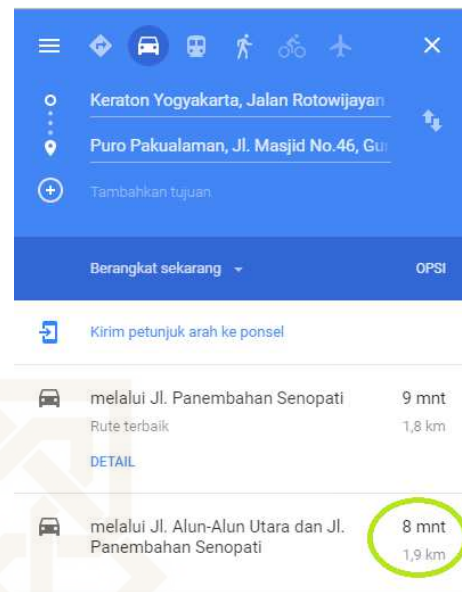 Keraton Yogyakarta, Jalan Rotowijayan
Puro Pakualaman, Jl. Masjid No.46, Gu
Tambahkan tujuan
Berangkat sekarang
OPSI
Kirim petunjuk arah ke ponsel
melalui Jl. Panembahan Senopati 9 mnt
Rute terbaik 1,8 km
DETAIL
melalui Jl. Alun-Alun Utara dan Jl. 8 mnt
Panembahan Senopati 1,9 km